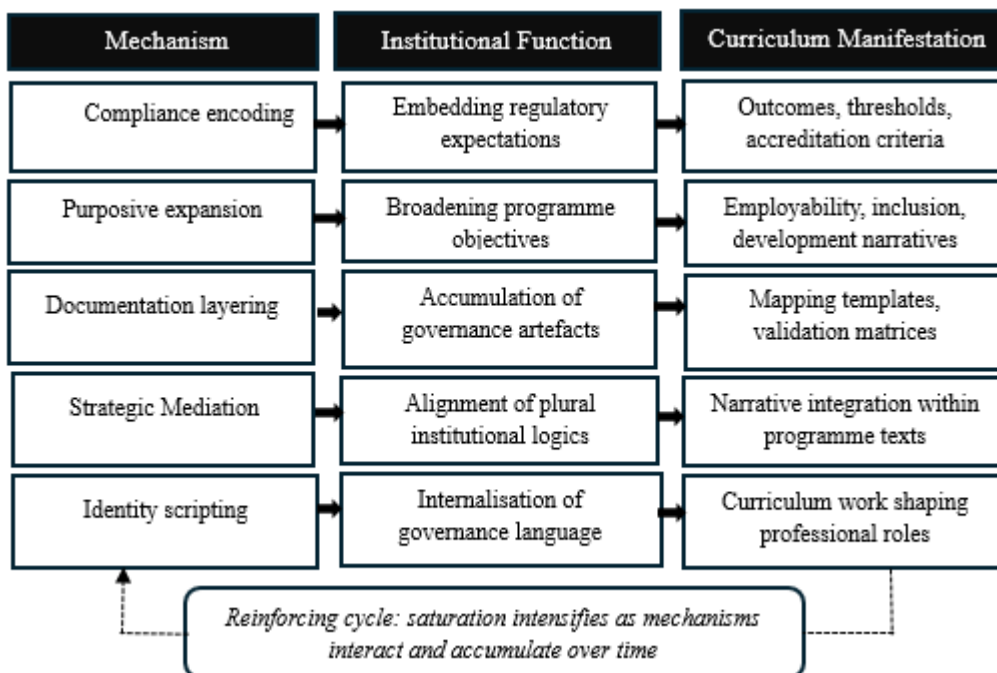 Mechanism
Institutional Function
Curriculum Manifestation
Compliance encoding
Embedding regulatory
expectations
Outcomes, thresholds,
accreditation criteria
Purposive expansion
Broadening programme
objectives
Employability, inclusion,
development narratives
Documentation layering
Accumulation of
governance artefacts
Mapping templates,
validation matrices
Strategic Mediation
Alignment of plural
institutional logics
Narrative integration within
programme texts
Identity scripting
Internalisation of
governance language
Curriculum work shaping
professional roles
Reinforcing cycle: saturation intensifies as mechanisms
interact and accumulate over time